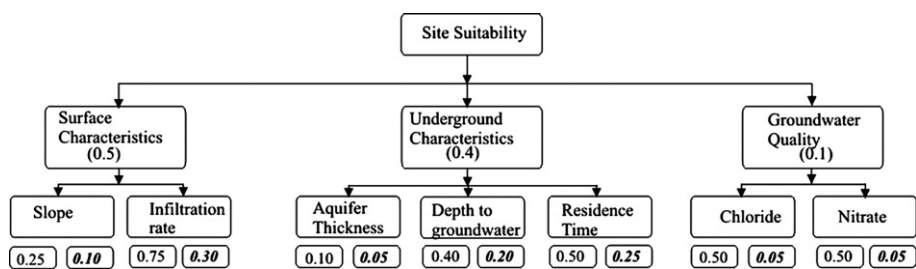 Site Suitability
Surface
Characteristics
(0.5)
Underground
Characteristics
(0.4)
Groundwater
Quality
(0.1)
Slope
Infiltration
rate
Aquifer
Thickness
Depth to
groundwater
Residence
Time
Chloride
Nitrate
0.25 0.10 0.75 0.30 0.10 0.05 0.40 0.20 0.50 0.25 0.50 0.05 0.50 0.05